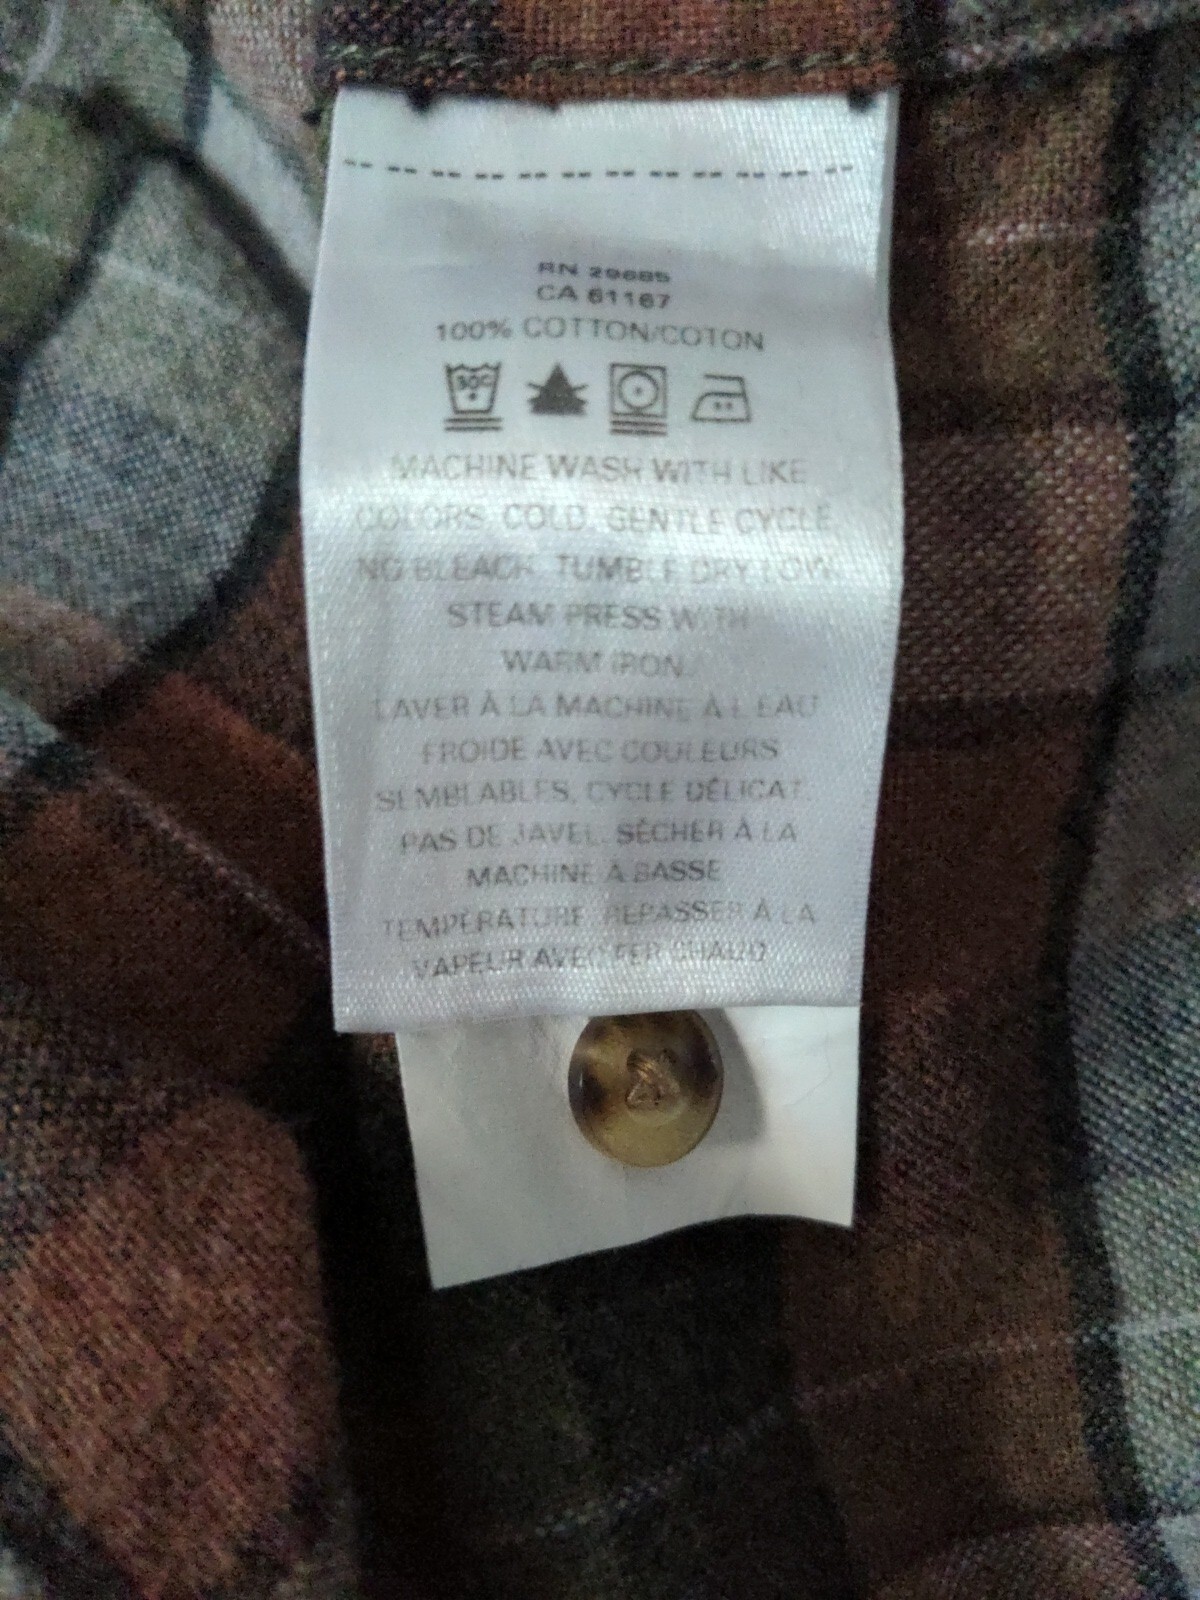 RN 29685
CA 61167
100% COTTON/COTON
30C
MACHINE WASH WITH LIKE
COLORS, COLD, GENTLE CYCLE.
NO BLEACH. TUMBLE DRY LOW.
STEAM PRESS WITH
WARM IRON.
LAVER À LA MACHINE À L'EAU
FROIDE AVEC COULEURS
SEMBLABLES, CYCLE DÉLICAT.
PAS DE JAVEL. SÉCHER À LA
MACHINE À BASSE
TEMPÉRATURE. REPASSER À LA
VAPEUR AVEC FER CHAUD.